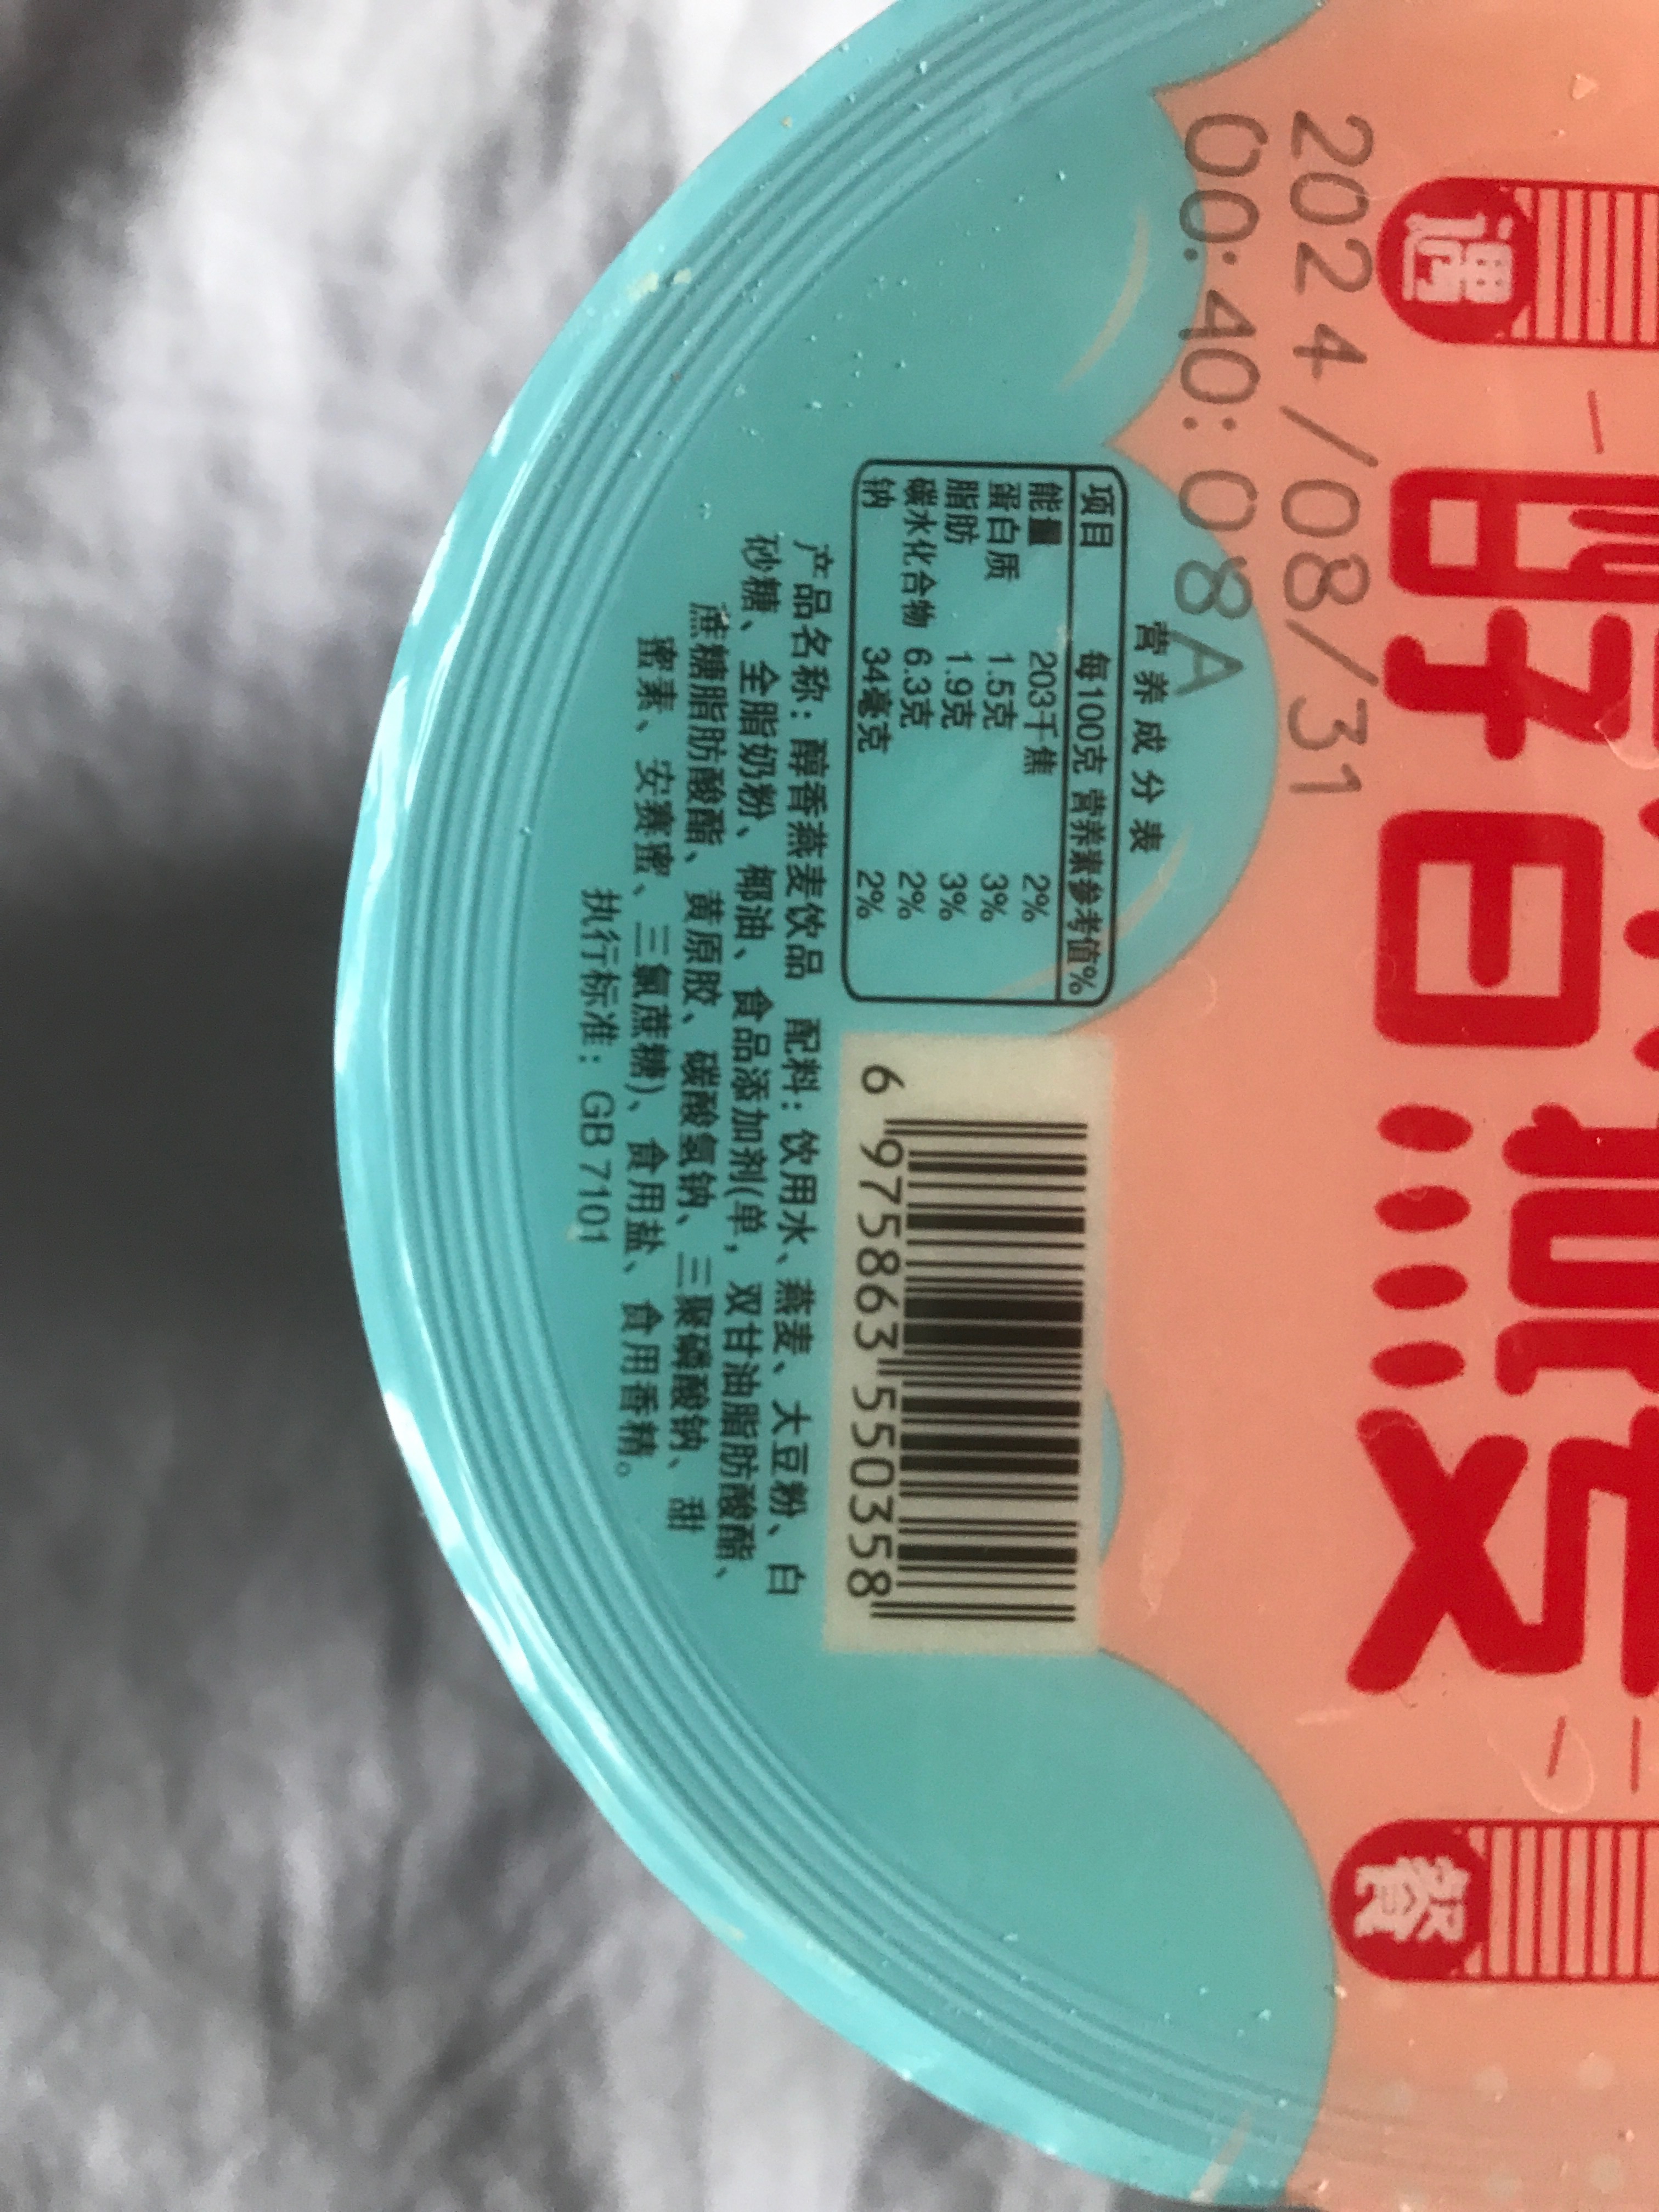 2024/08/31
00:40:08A
遇
好日
餐
营养成分表
项目 每100克 营养素参考值%
能量 203千焦 2%
蛋白质 1.5克 3%
脂肪 1.9克 3%
碳水化合物 6.3克 2%
钠 34毫克 2%
6 975863 550358
产品名称：醇香燕麦饮品 配料：饮用水、燕麦、大豆粉、白
砂糖、全脂奶粉、椰油、食品添加剂(单，双甘油脂肪酸酯、
蔗糖脂肪酸酯、黄原胶、碳酸氢钠、三聚磷酸钠、甜
蜜素、安赛蜜、三氯蔗糖)、食用盐、食用香精。
执行标准：GB 7101